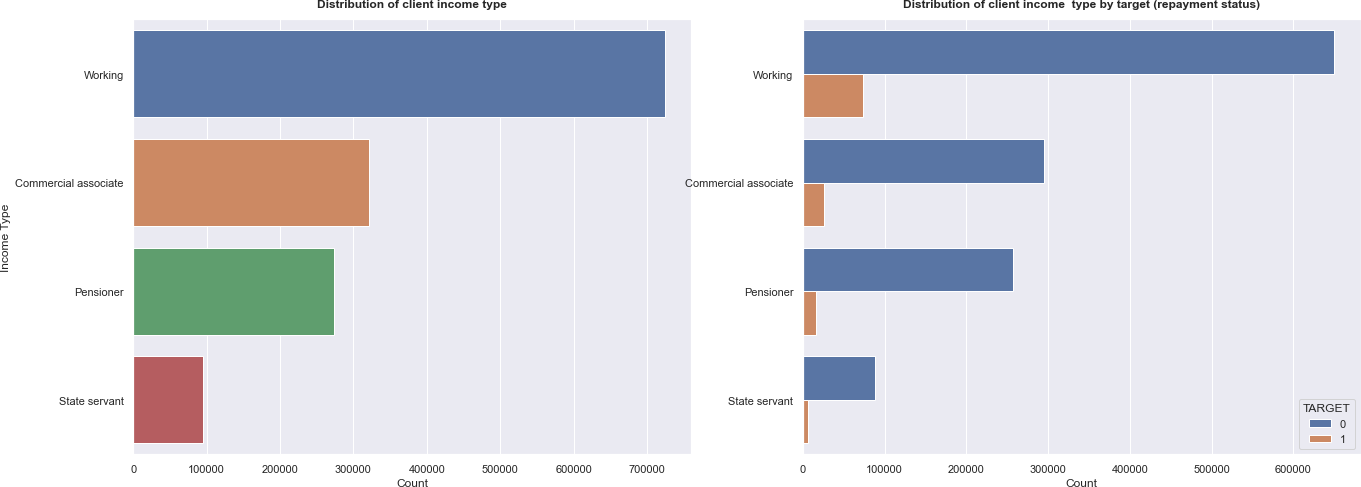 Distribution of client income type
Income Type
Working
Commercial associate
Pensioner
State servant
0 100000 200000 300000 400000 500000 600000 700000
Count
Distribution of client income  type by target (repayment status)
Working
Commercial associate
Pensioner
State servant
TARGET
0
1
0 100000 200000 300000 400000 500000 600000
Count